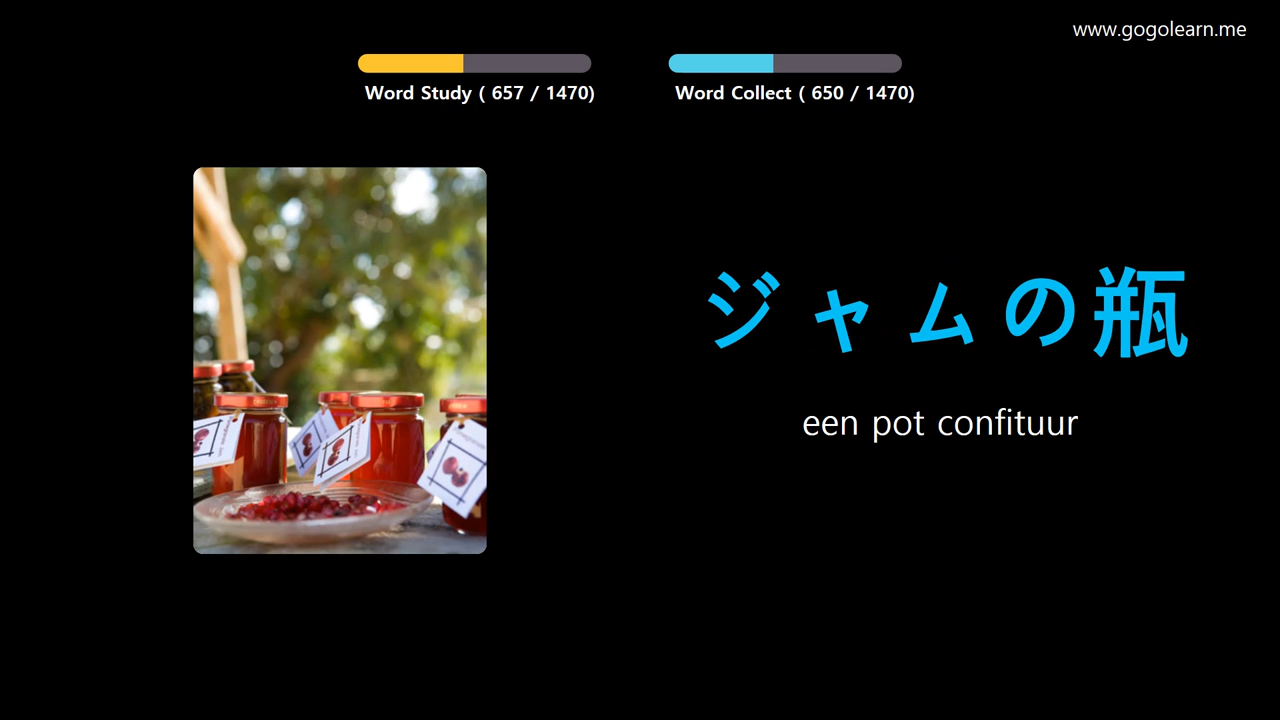 www.gogolearn.me
Word Study ( 657 / 1470)
Word Collect ( 650 / 1470)
ジャムの瓶
een pot confituur